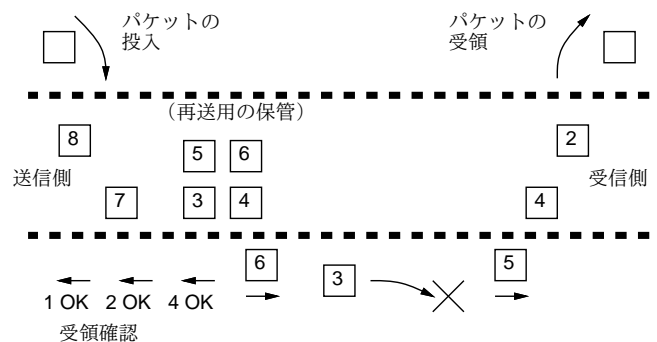 パケットの
投入
パケットの
受領
(再送用の保管)
8
5 6
2
送信側
受信側
7
3 4
4
6
3
5
1 OK 2 OK 4 OK
受領確認